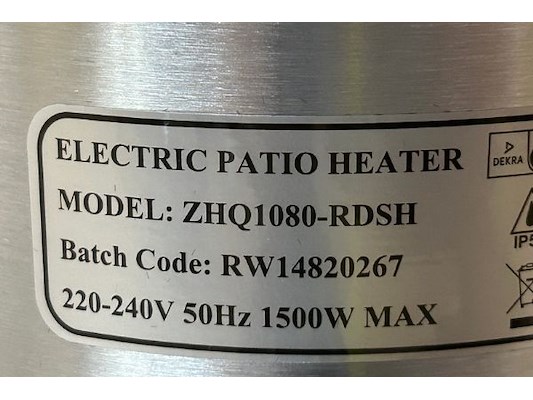 ELECTRIC PATIO HEATER
MODEL: ZHQ1080-RDSH
Batch Code: RW14820267
220-240V 50Hz 1500W MAX
DEKRA